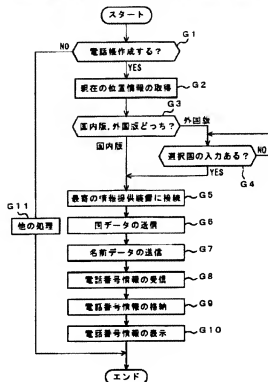 スタート
G1
電話帳作成する？
NO
YES
G2
現在の位置情報の取得
G3
国内版，外国版どっち？
外国版
国内版
選択国の入力ある？
NO
YES
G4
最寄の情報提供装置に接続
G5
国データの送信
G6
名前データの送信
G7
電話番号情報の受信
G8
電話番号情報の格納
G9
電話番号情報の表示
G10
G11
他の処理
エンド